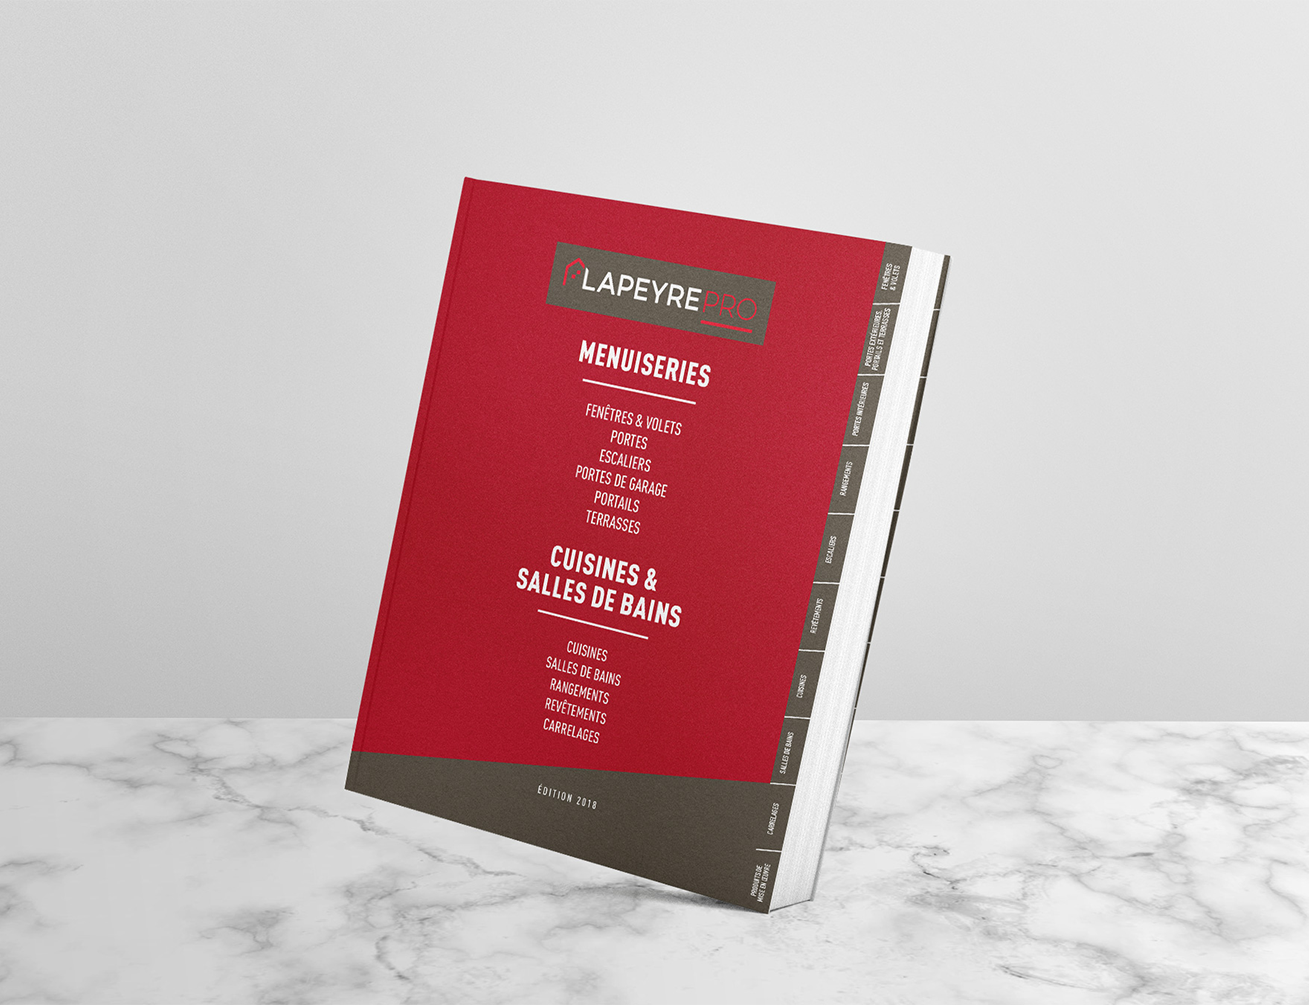 LAPEYRE PRO
MENUISERIES
FENÊTRES & VOLETS
PORTES
ESCALIERS
PORTES DE GARAGE
PORTAILS
TERRASSES
CUISINES &
SALLES DE BAINS
CUISINES
SALLES DE BAINS
RANGEMENTS
REVÊTEMENTS
CARRELAGES
ÉDITION 2018
FENÊTRES
& VOLETS
PORTES EXTÉRIEURES,
PORTAILS ET TERRASSES
PORTES INTÉRIEURES
RANGEMENTS
ESCALIERS
REVÊTEMENTS
CUISINES
SALLES DE BAINS
CARRELAGES
PRODUITS DE
MISE EN ŒUVRE